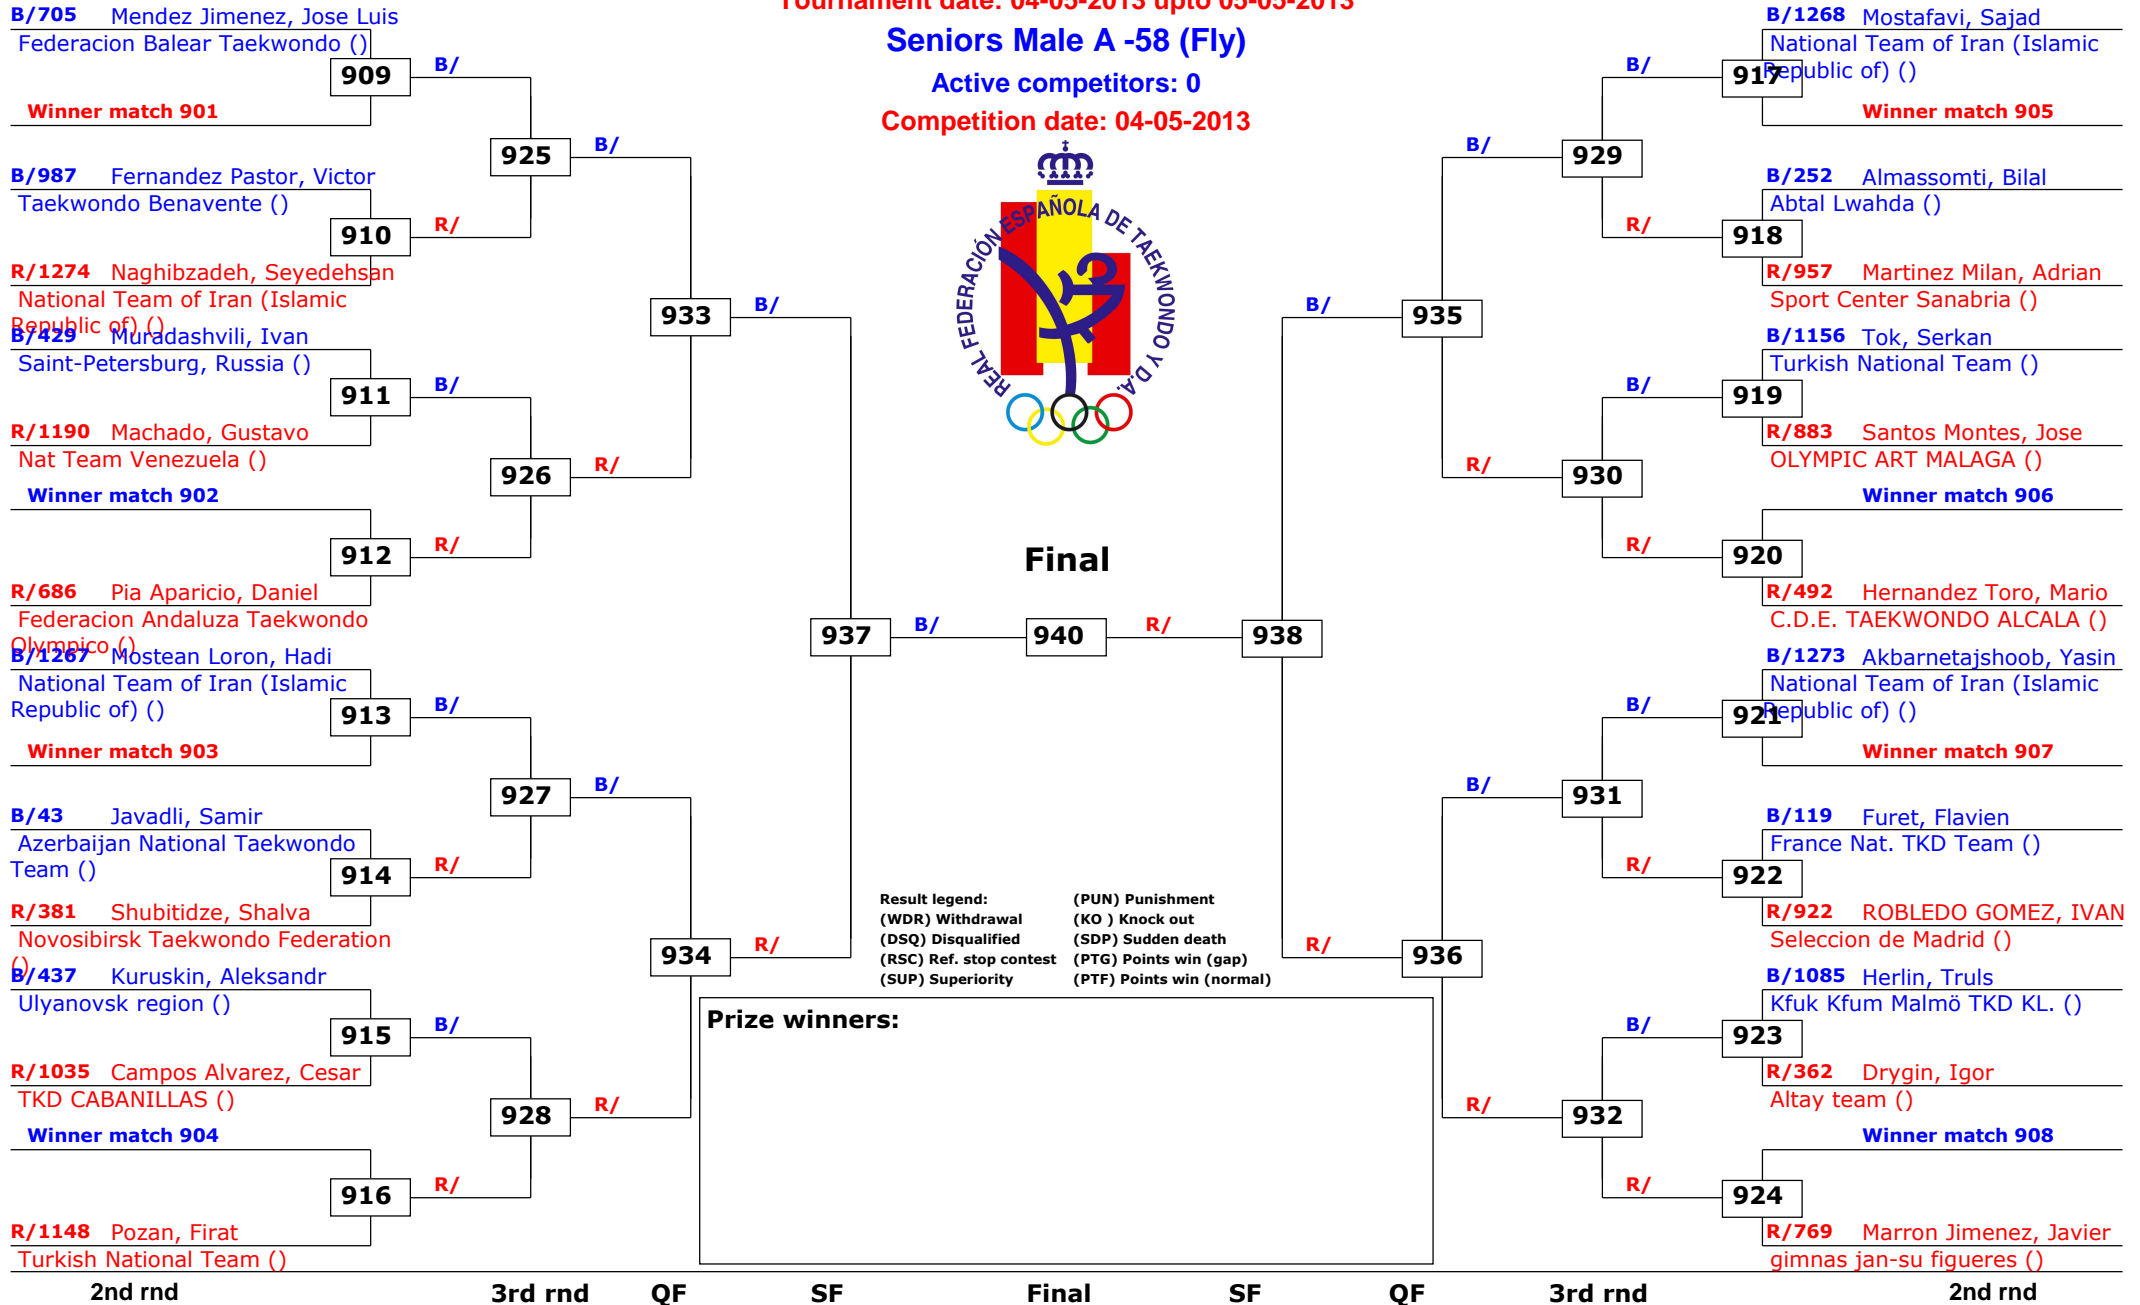 Tournament date: 04-05-2013 upto 05-05-2013
Seniors Male A -58 (Fly)
Active competitors: 0
Competition date: 04-05-2013
REAL FEDERACIÓN ESPAÑOLA DE TAEKWONDO Y D.A.
B/705 Mendez Jimenez, Jose Luis
Federacion Balear Taekwondo ()
909
B/
Winner match 901
925
B/
B/987 Fernandez Pastor, Victor
Taekwondo Benavente ()
910
R/
R/1274 Naghibzadeh, Seyedehsan
National Team of Iran (Islamic
Republic of) ()
933
B/
B/429 Muradashvili, Ivan
Saint-Petersburg, Russia ()
911
B/
R/1190 Machado, Gustavo
Nat Team Venezuela ()
926
R/
Winner match 902
912
R/
R/686 Pia Aparicio, Daniel
Federacion Andaluza Taekwondo
Olympico ()
937
B/
B/1267 Mostean Loron, Hadi
National Team of Iran (Islamic
Republic of) ()
913
B/
Winner match 903
927
B/
B/43 Javadli, Samir
Azerbaijan National Taekwondo
Team ()
914
R/
R/381 Shubitidze, Shalva
Novosibirsk Taekwondo Federation
()
934
R/
B/437 Kuruskin, Aleksandr
Ulyanovsk region ()
915
B/
R/1035 Campos Alvarez, Cesar
TKD CABANILLAS ()
928
R/
Winner match 904
916
R/
R/1148 Pozan, Firat
Turkish National Team ()
Final
940
R/
938
B/1268 Mostafavi, Sajad
National Team of Iran (Islamic
Republic of) ()
917
B/
Winner match 905
929
B/
B/252 Almassomti, Bilal
Abtal Lwahda ()
918
R/
R/957 Martinez Milan, Adrian
Sport Center Sanabria ()
935
B/
B/1156 Tok, Serkan
Turkish National Team ()
919
B/
R/883 Santos Montes, Jose
OLYMPIC ART MALAGA ()
930
R/
Winner match 906
920
R/
R/492 Hernandez Toro, Mario
C.D.E. TAEKWONDO ALCALA ()
B/1273 Akbarnetajshoob, Yasin
National Team of Iran (Islamic
Republic of) ()
921
B/
Winner match 907
931
B/
B/119 Furet, Flavien
France Nat. TKD Team ()
922
R/
R/922 ROBLEDO GOMEZ, IVAN
Seleccion de Madrid ()
936
R/
B/1085 Herlin, Truls
Kfuk Kfum Malmö TKD KL. ()
923
B/
R/362 Drygin, Igor
Altay team ()
932
R/
Winner match 908
924
R/
R/769 Marron Jimenez, Javier
gimnas jan-su figueres ()
Result legend: (PUN) Punishment
(WDR) Withdrawal (KO ) Knock out
(DSQ) Disqualified (SDP) Sudden death
(RSC) Ref. stop contest (PTG) Points win (gap)
(SUP) Superiority (PTF) Points win (normal)
Prize winners:
2nd rnd 3rd rnd QF SF Final SF QF 3rd rnd 2nd rnd